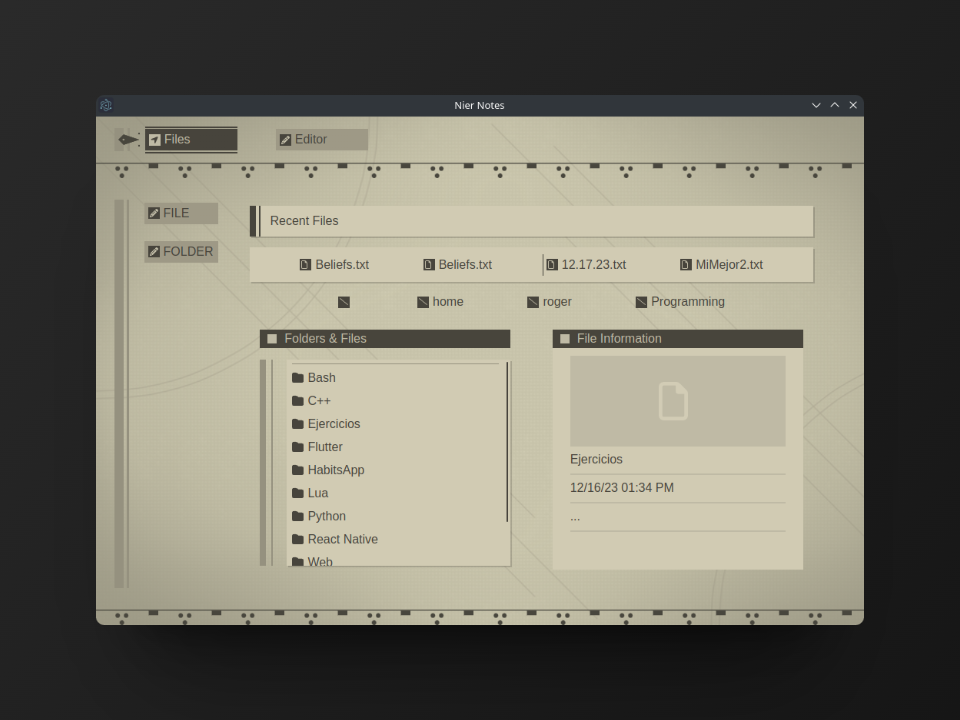 Nier Notes
Files Editor
FILE
FOLDER
Recent Files
Beliefs.txt Beliefs.txt 12.17.23.txt MiMejor2.txt
home roger Programming
Folders & Files
Bash
C++
Ejercicios
Flutter
HabitsApp
Lua
Python
React Native
Web
File Information
Ejercicios
12/16/23 01:34 PM
...